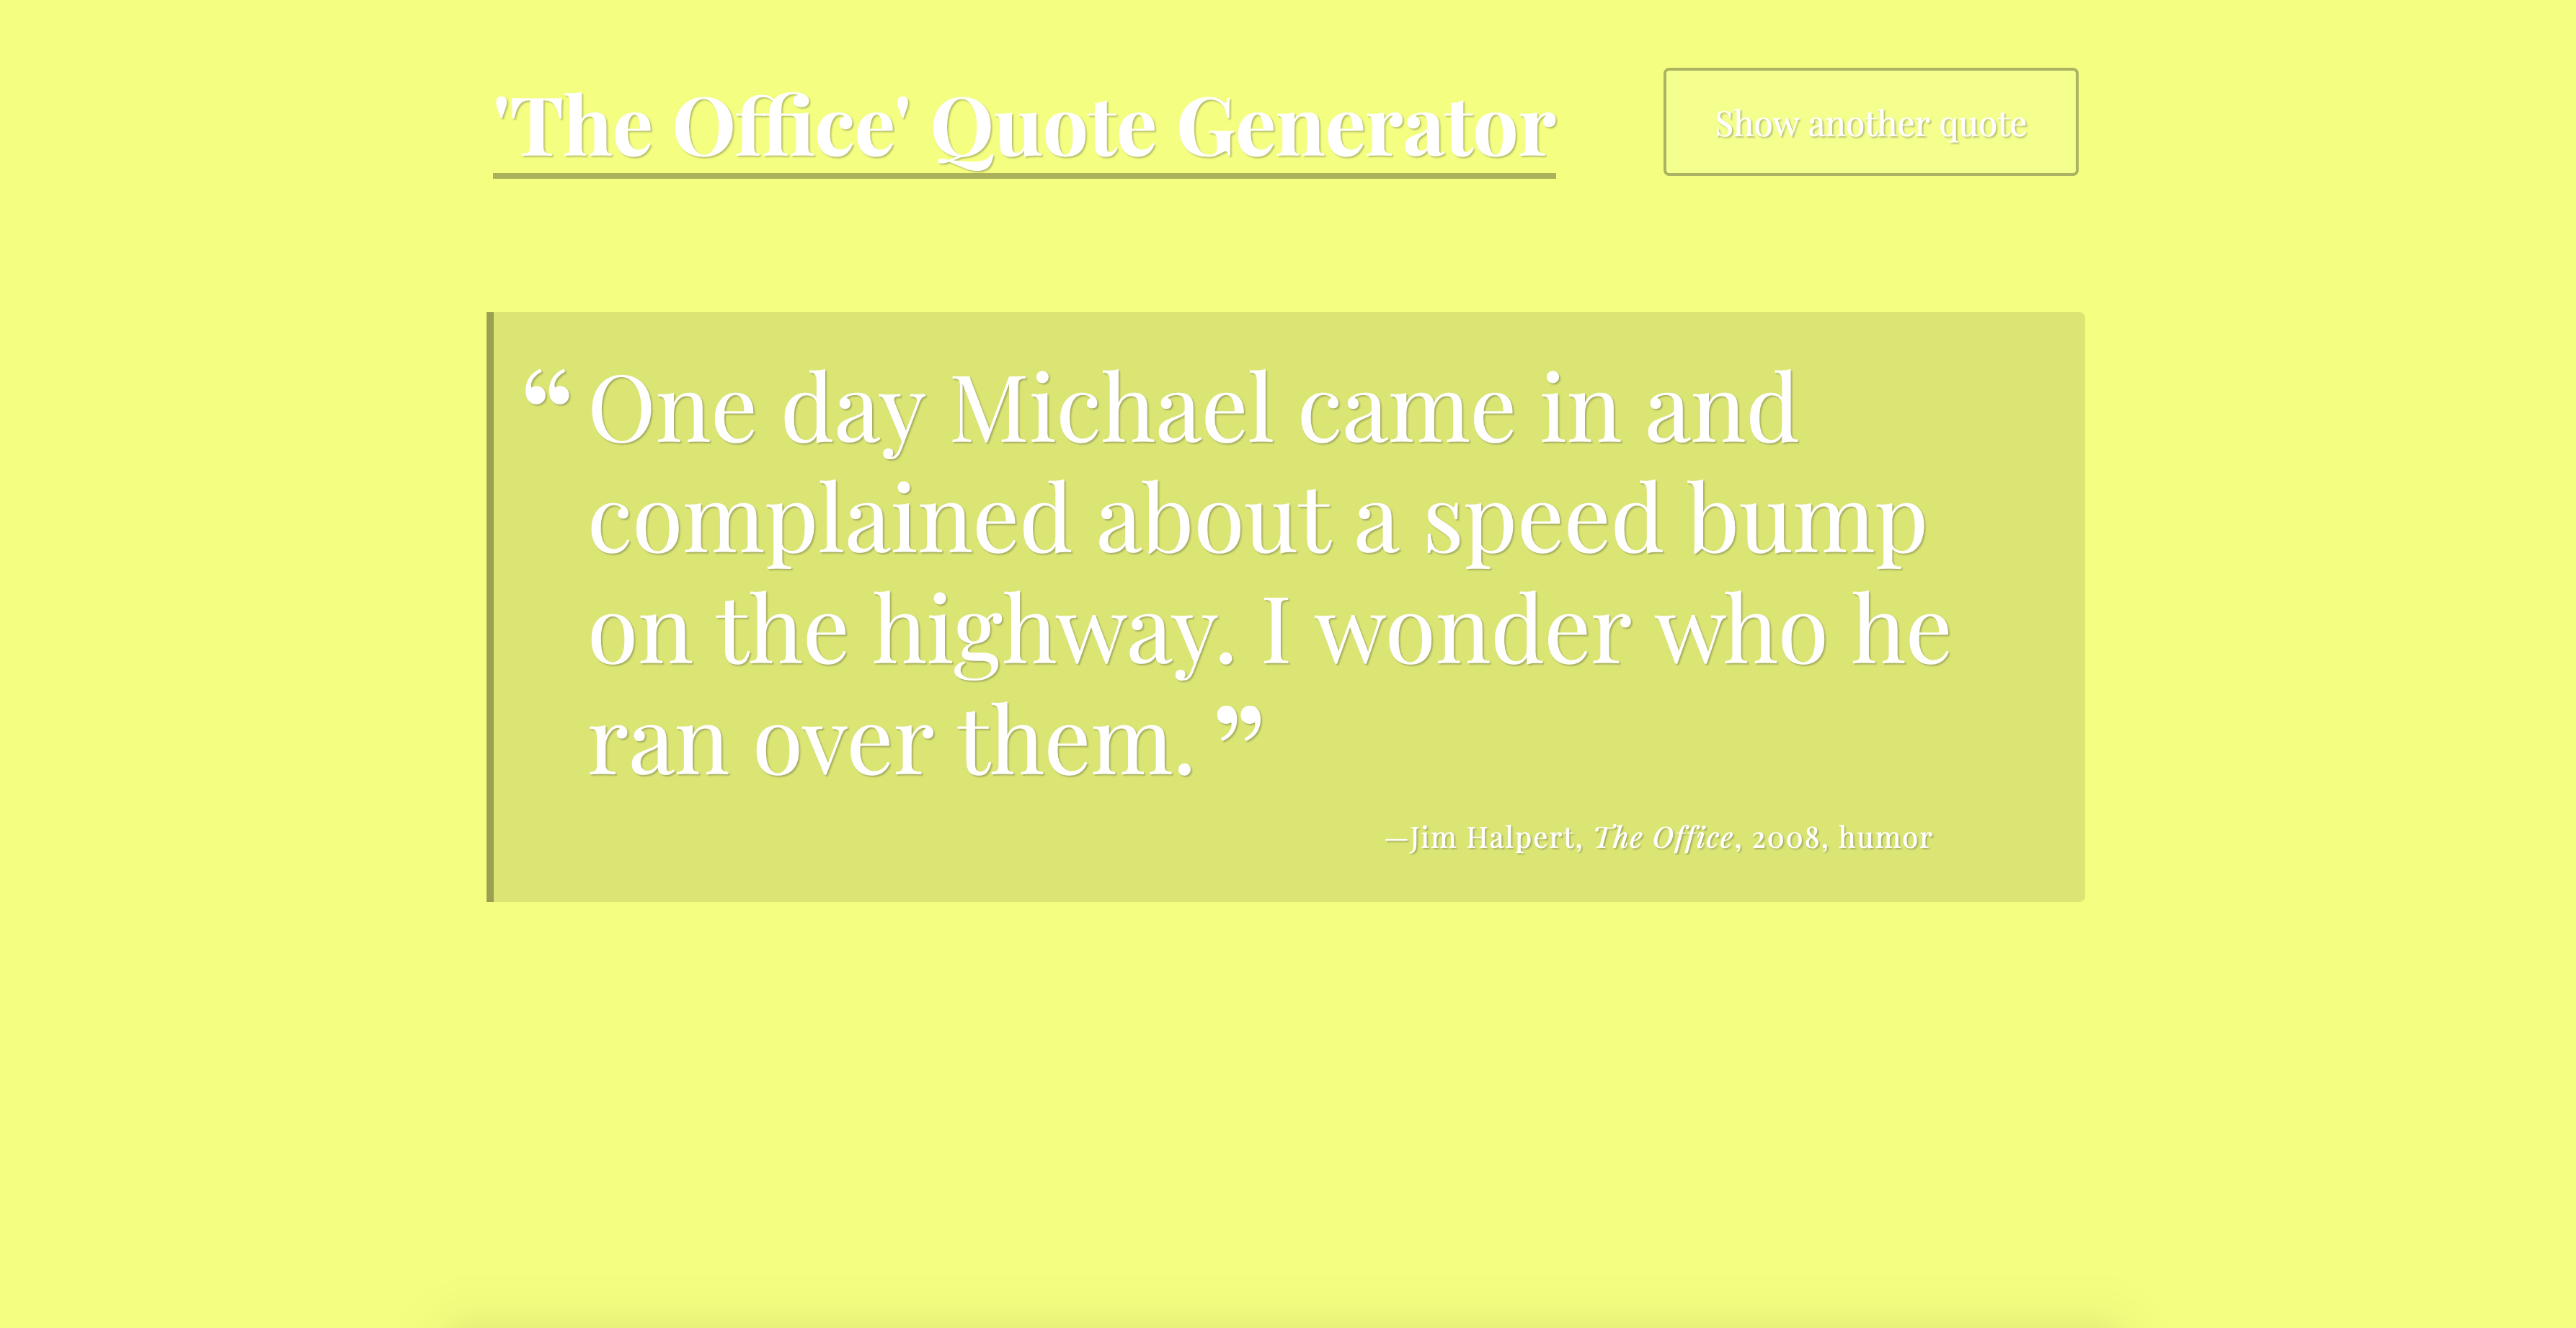 'The Office' Quote Generator
Show another quote
“One day Michael came in and
complained about a speed bump
on the highway. I wonder who he
ran over them. ”
—Jim Halpert, The Office, 2008, humor